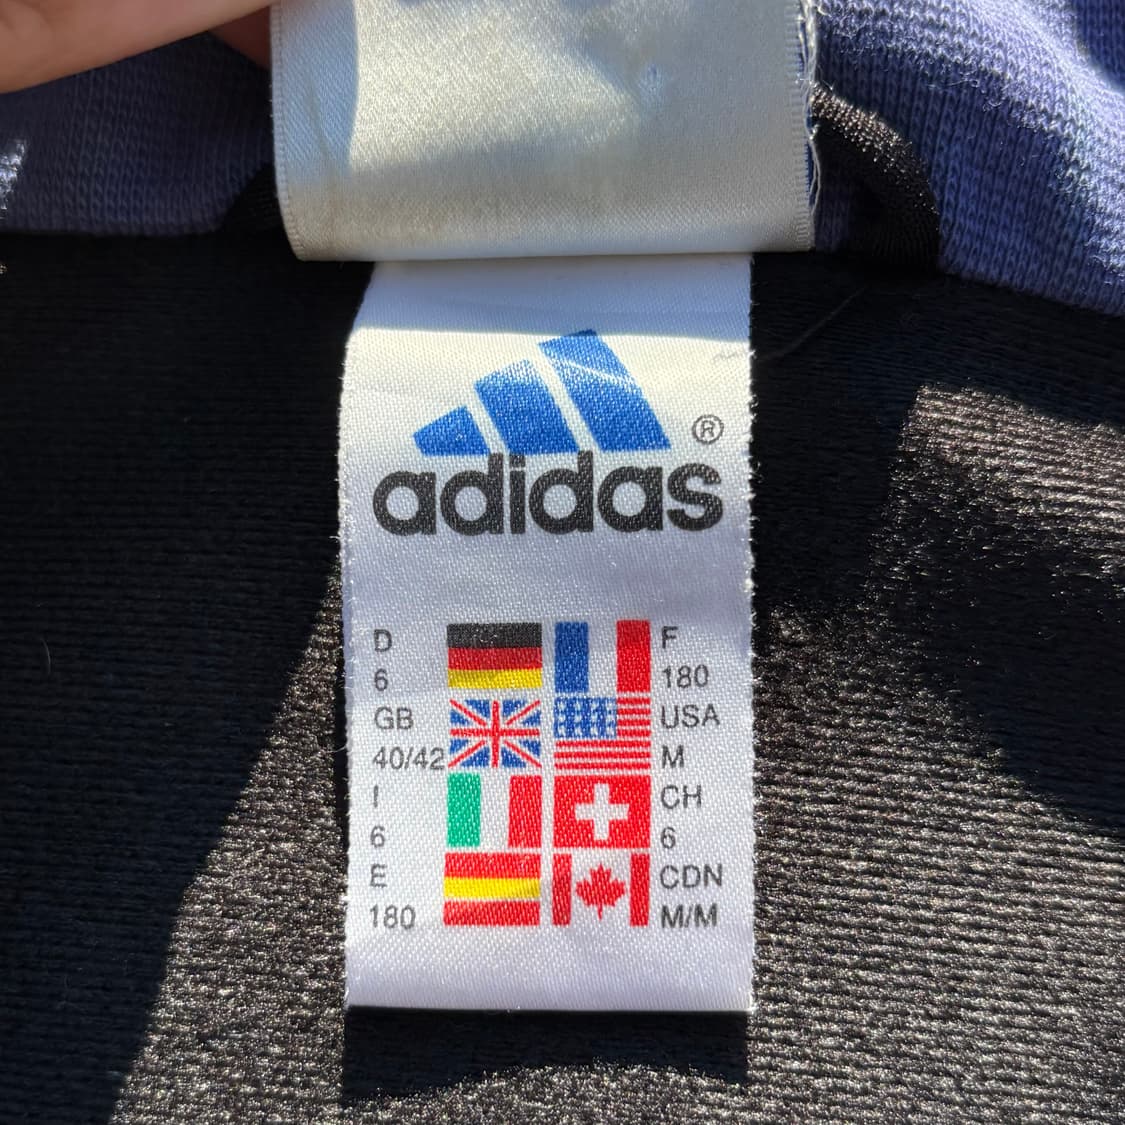 ®
adidas
D
6
GB
40/42
I
6
E
180
F
180
USA
M
CH
6
CDN
M/M